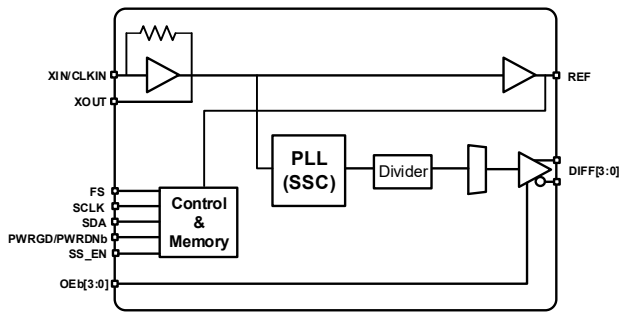 XIN/CLKIN
XOUT
REF
PLL
(SSC)
Divider
DIFF[3:0]
FS
SCLK
SDA
PWRGD/PWRDNb
SS_EN
Control
&
Memory
OEb[3:0]